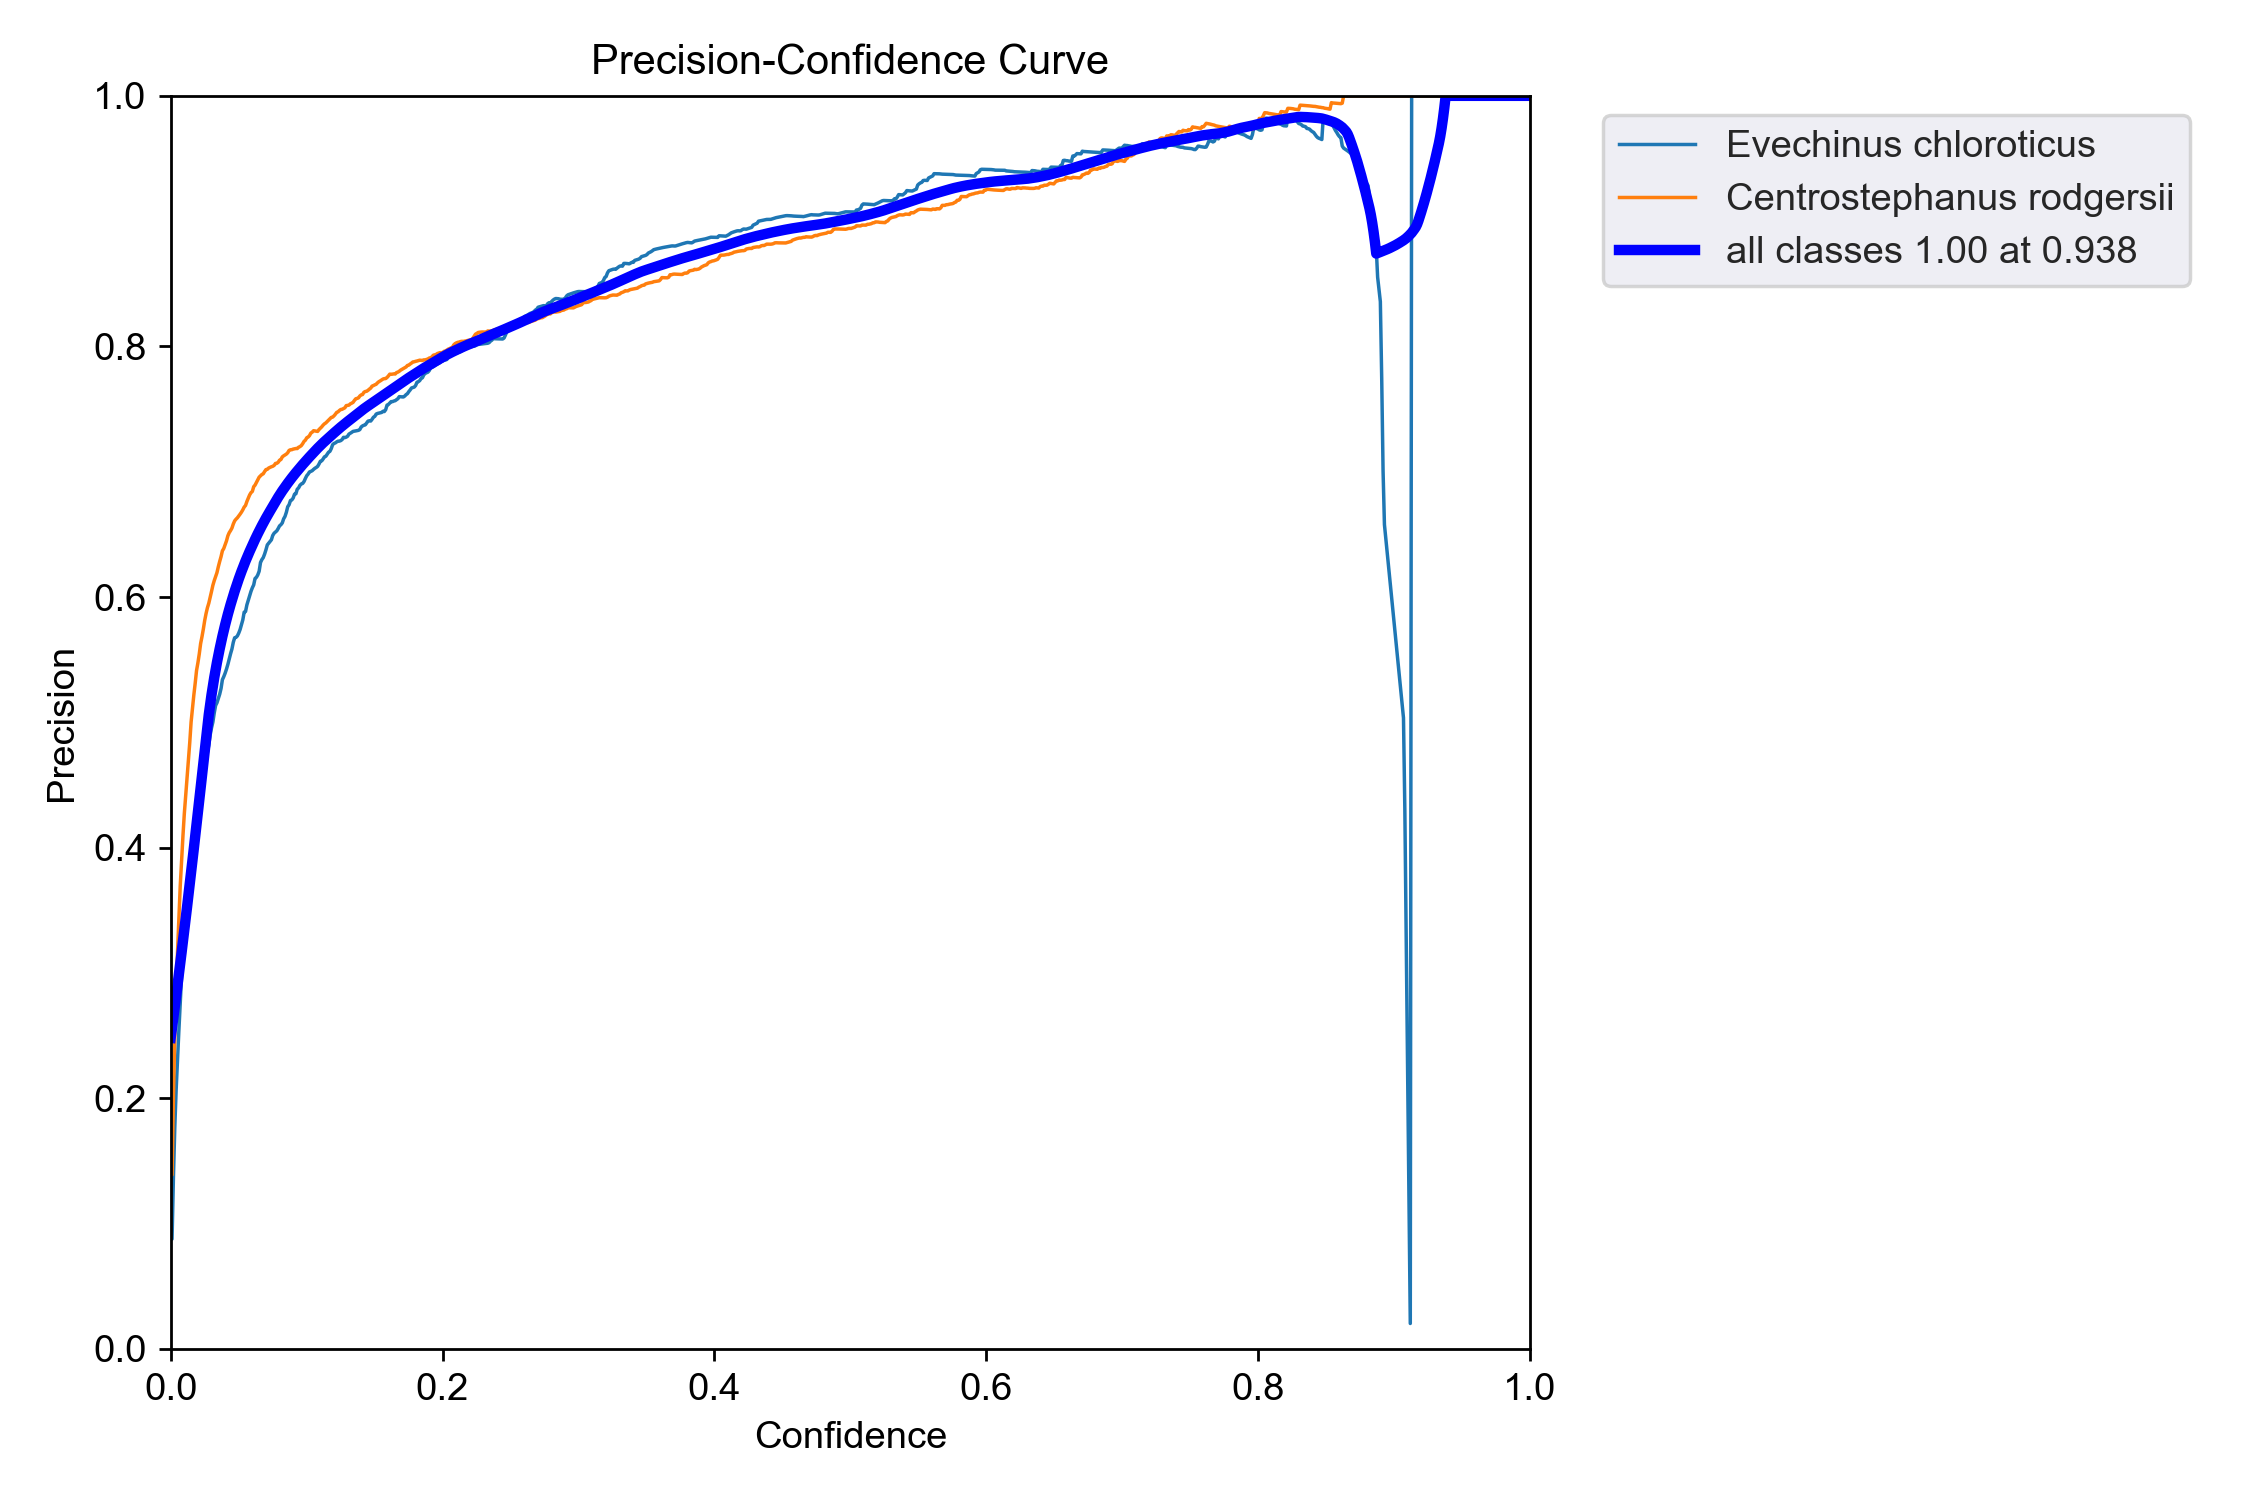 Precision-Confidence Curve
1.0
0.8
0.6
0.4
0.2
0.0
Precision
0.0 0.2 0.4 0.6 0.8 1.0
Confidence
Evechinus chloroticus
Centrostephanus rodgersii
all classes 1.00 at 0.938